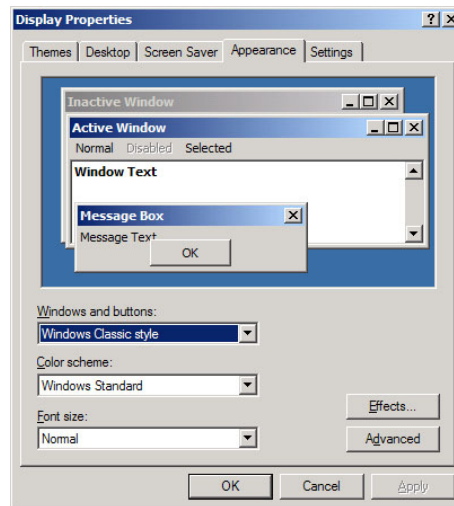 Display Properties
Themes Desktop Screen Saver Appearance Settings
Inactive Window
Active Window
Normal Disabled Selected
Window Text
Message Box
Message Text
OK
Windows and buttons:
Windows Classic style
Color scheme:
Windows Standard
Effects...
Font size:
Normal
Advanced
OK Cancel Apply